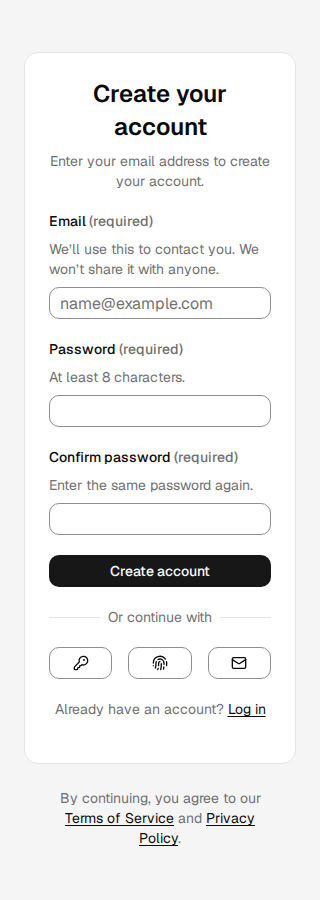 Create your
account
Enter your email address to create
your account.
Email (required)
We’ll use this to contact you. We
won’t share it with anyone.
name@example.com
Password (required)
At least 8 characters.
Confirm password (required)
Enter the same password again.
Create account
Or continue with
Already have an account? Log in
By continuing, you agree to our
Terms of Service and Privacy
Policy.